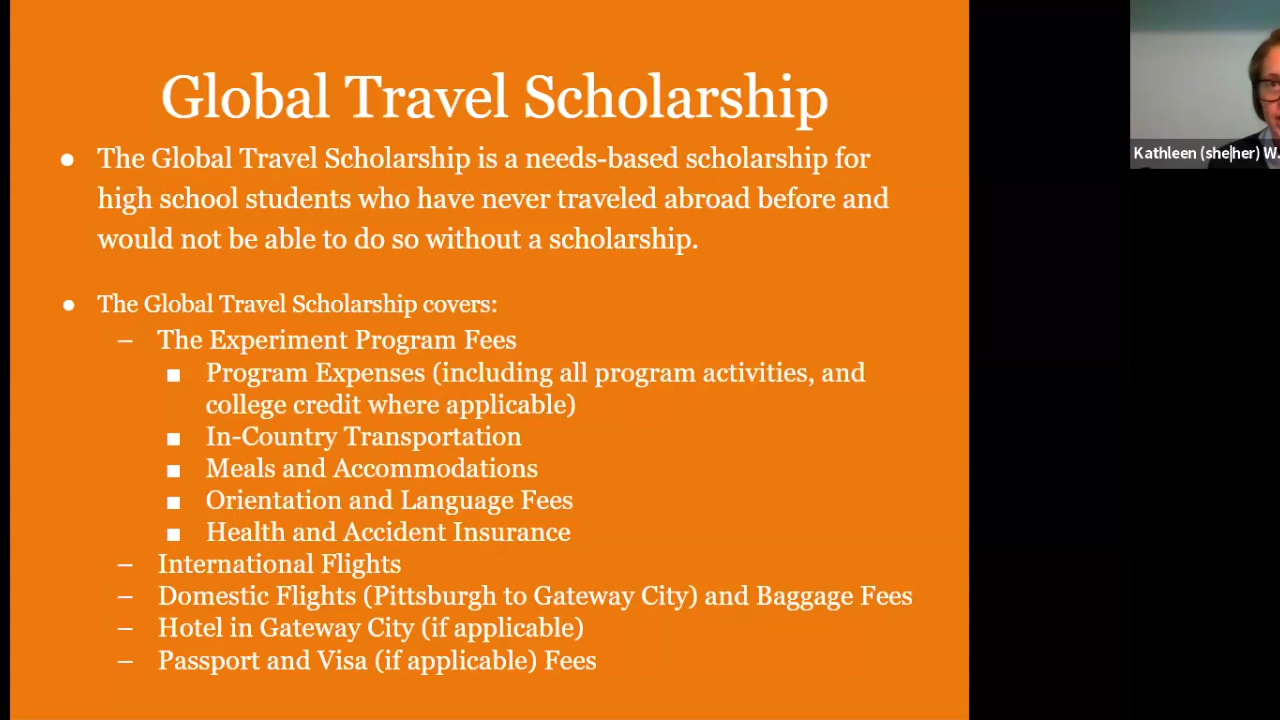 Global Travel Scholarship
● The Global Travel Scholarship is a needs-based scholarship for
high school students who have never traveled abroad before and
would not be able to do so without a scholarship.
● The Global Travel Scholarship covers:
– The Experiment Program Fees
■ Program Expenses (including all program activities, and
college credit where applicable)
■ In-Country Transportation
■ Meals and Accommodations
■ Orientation and Language Fees
■ Health and Accident Insurance
– International Flights
– Domestic Flights (Pittsburgh to Gateway City) and Baggage Fees
– Hotel in Gateway City (if applicable)
– Passport and Visa (if applicable) Fees
Kathleen (she|her) W.